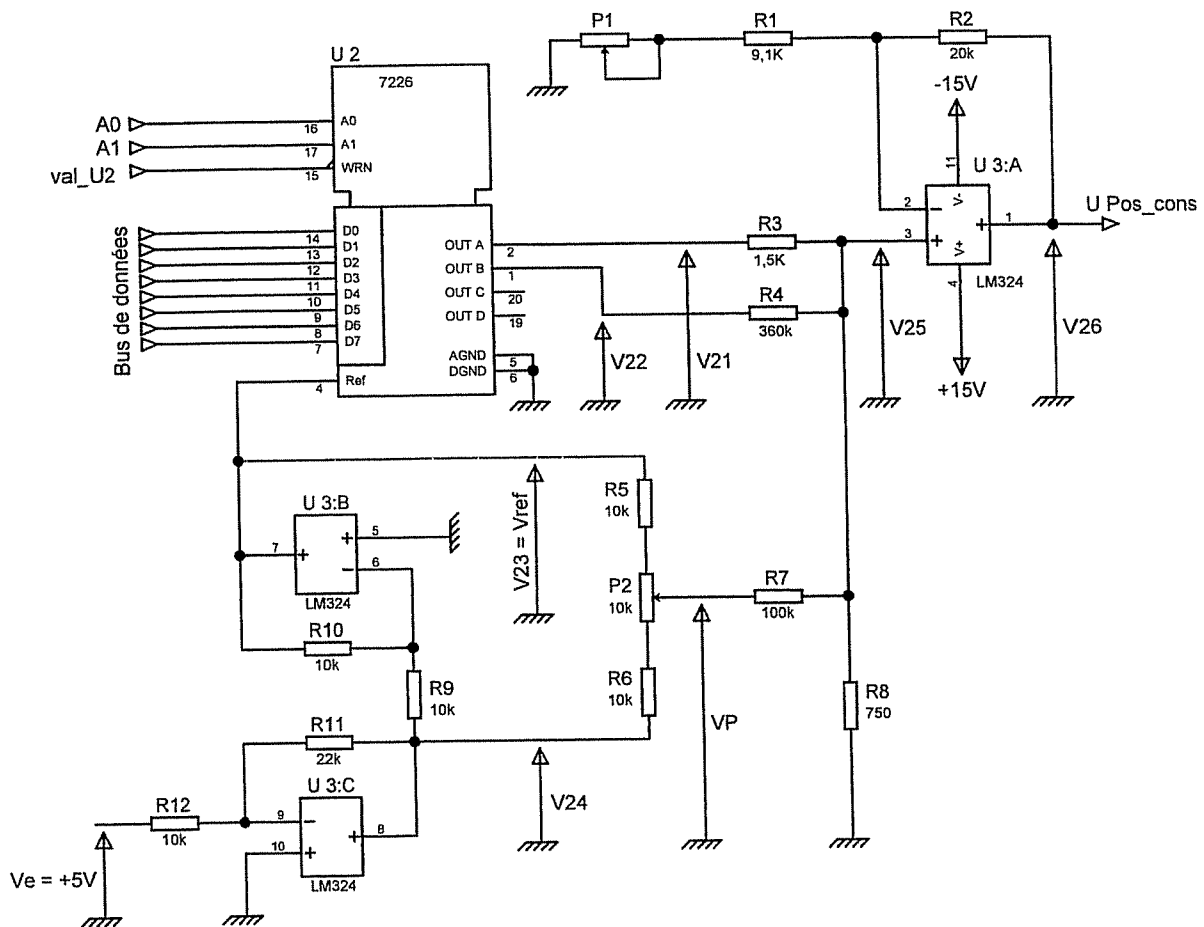 P1
R1
9,1K
R2
20k
-15V
U 2
7226
A0
16
A0
A1
17
A1
val_U2
15
WRN
11
V-
U 3:A
2
3
1
U Pos_cons
V+
4
LM324
+15V
Bus de données
D0
14
D1
13
D2
12
D3
11
D4
10
D5
9
D6
8
D7
7
OUT A
2
OUT B
1
OUT C
20
OUT D
19
AGND
5
DGND
6
Ref
4
R3
1,5K
R4
360k
V22
V21
V25
V26
U 3:B
7
+
+
5
−
6
LM324
V23 = Vref
R5
10k
P2
10k
R7
100k
R10
10k
R9
10k
R6
10k
VP
R8
750
R11
22k
V24
U 3:C
R12
10k
9
−
+
8
10
+
LM324
Ve = +5V